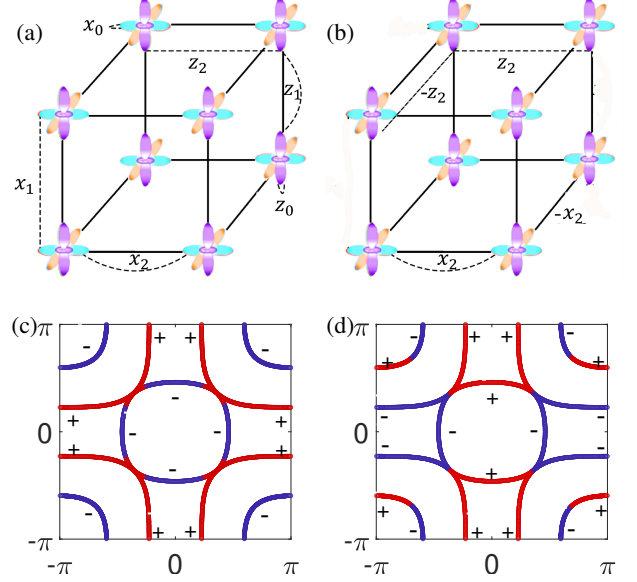 (a)
x₀
z₂
z₁
x₁
z₀
x₂
(b)
z₂
-z₂
-x₂
x₂
(c)
π
- + + -
+ - +
0
- -
+ - +
- -
+ +
-π
-π 0 π
(d)
π
+ + + +
- + -
0
- -
- + -
+ +
+ +
-π
-π 0 π